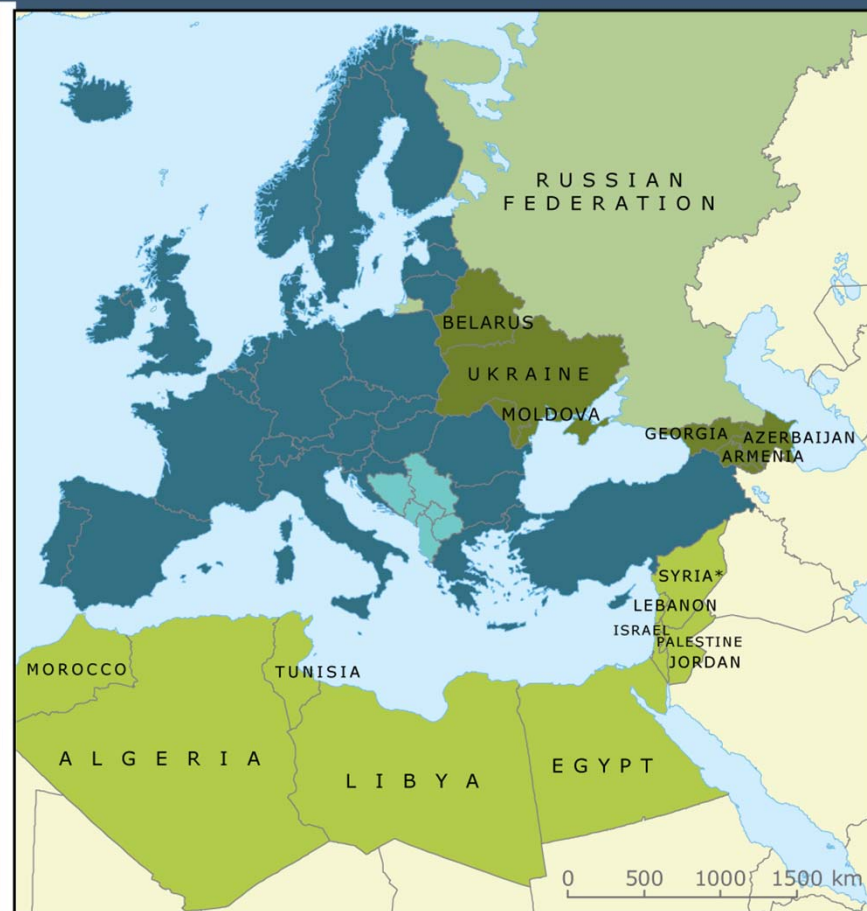 RUSSIAN
FEDERATION
BELARUS
UKRAINE
MOLDOVA
GEORGIA
AZERBAIJAN
ARMENIA
SYRIA*
LEBANON
ISRAEL
PALESTINE
JORDAN
MOROCCO
TUNISIA
ALGERIA
LIBYA
EGYPT
0 500 1000 1500 km